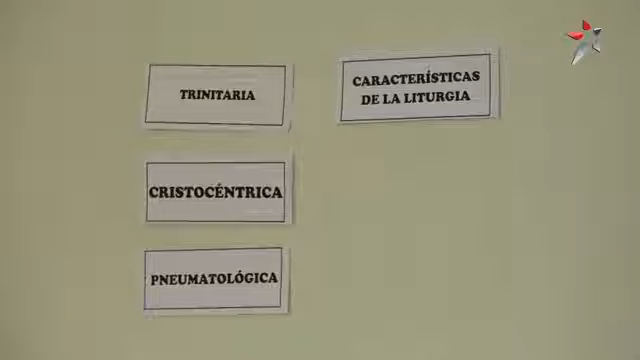 TRINITARIA
CARACTERÍSTICAS
DE LA LITURGIA
CRISTOCÉNTRICA
PNEUMATOLÓGICA